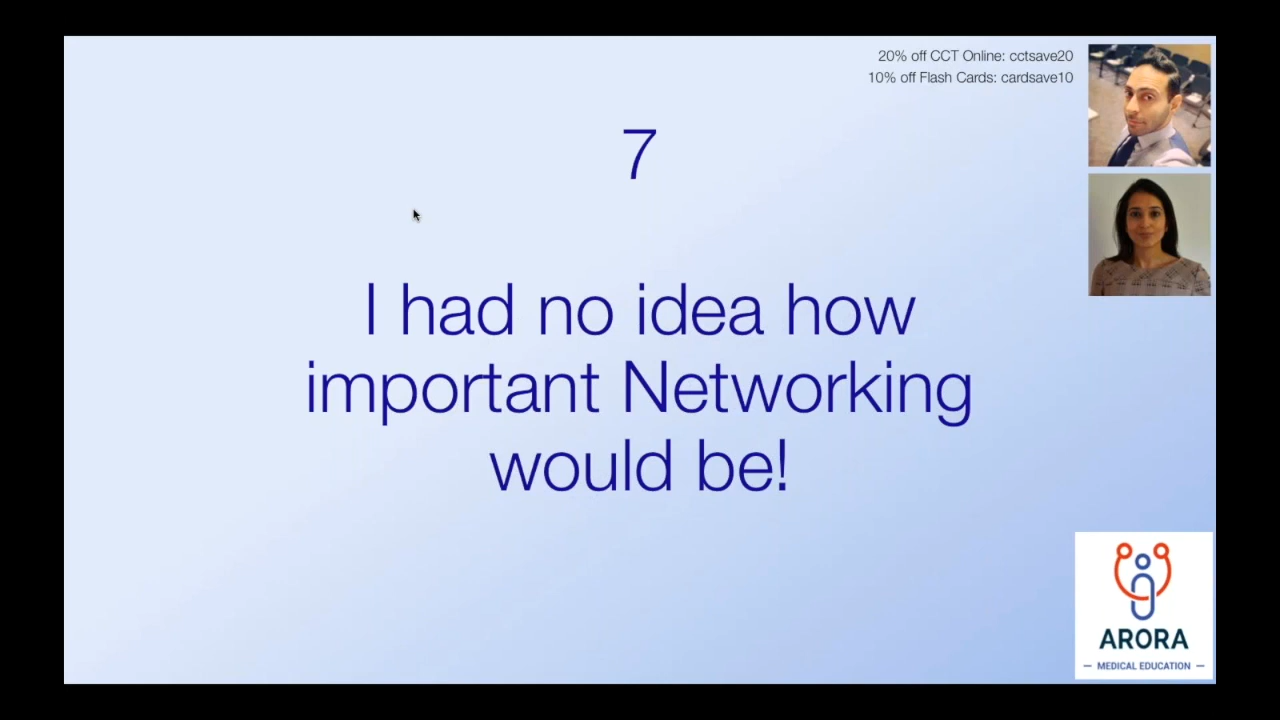 20% off CCT Online: cctsave20
10% off Flash Cards: cardsave10
7
I had no idea how
important Networking
would be!
ARORA
— MEDICAL EDUCATION —